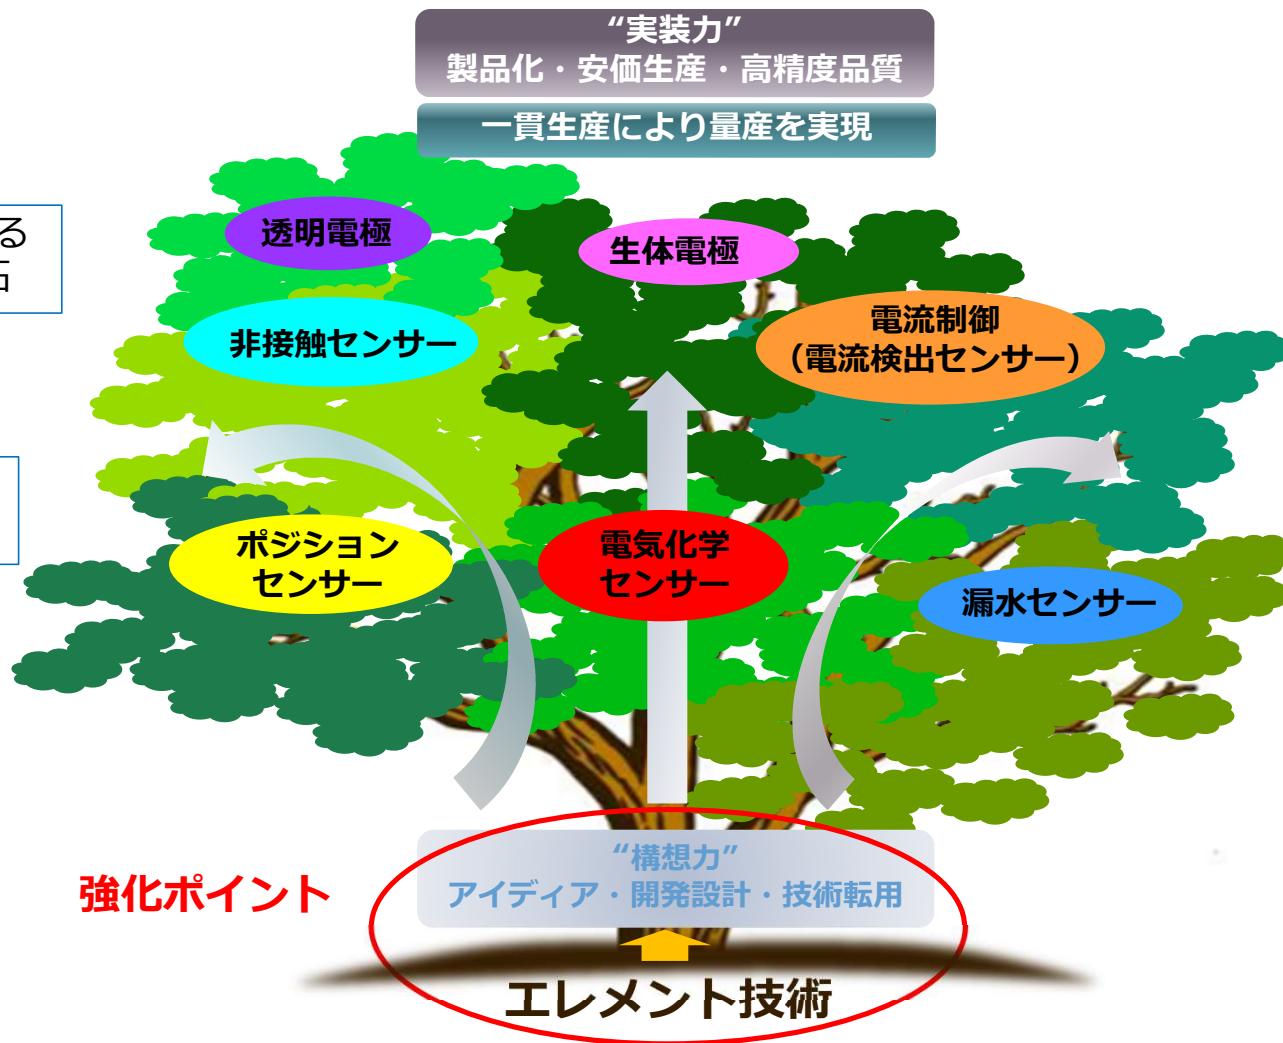 “実装力”
製品化・安価生産・高精度品質
一貫生産により量産を実現
る
透明電極
生体電極
電流制御
（電流検出センサー）
非接触センサー
ポジション
センサー
電気化学
センサー
漏水センサー
“構想力”
アイディア・開発設計・技術転用
強化ポイント
エレメント技術